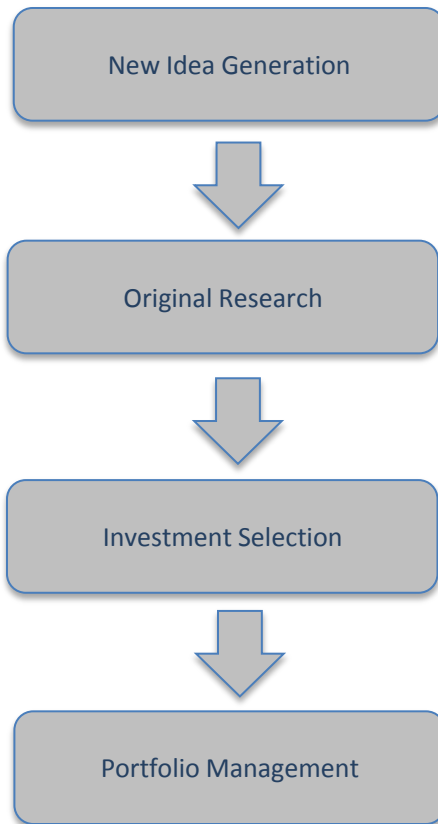 New Idea Generation
Original Research
Investment Selection
Portfolio Management